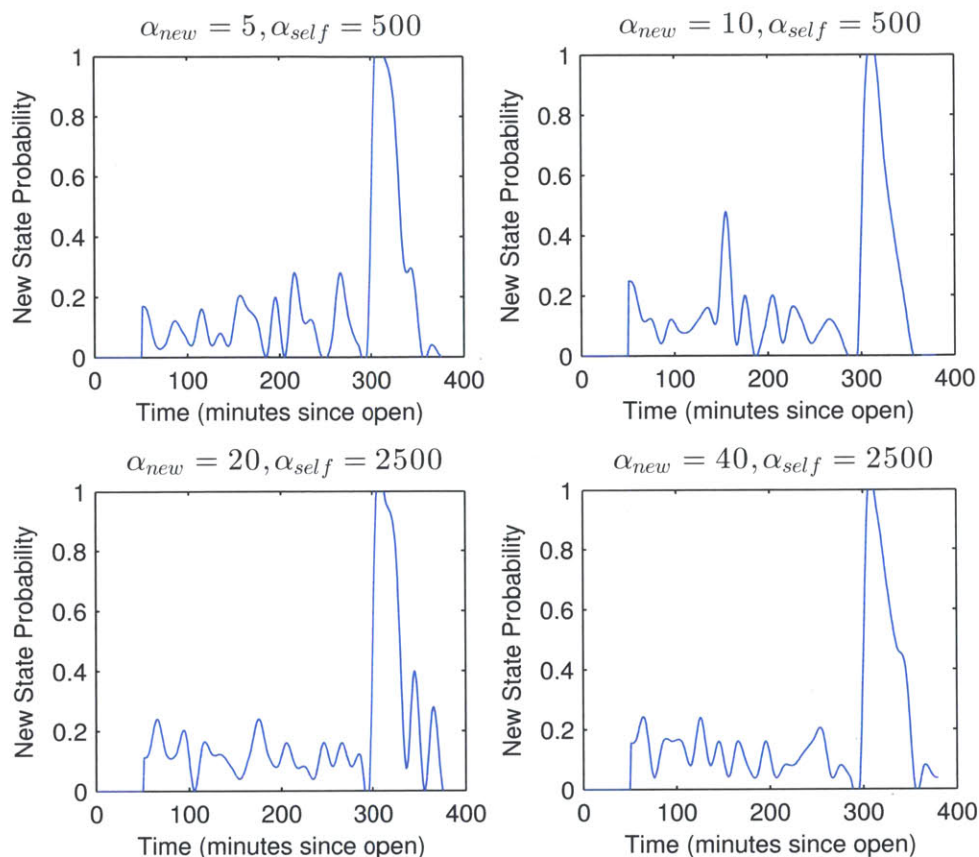 α_new = 5, α_self = 500
1
0.8
0.6
0.4
0.2
0
New State Probability
0 100 200 300 400
Time (minutes since open)
α_new = 10, α_self = 500
1
0.8
0.6
0.4
0.2
0
New State Probability
0 100 200 300 400
Time (minutes since open)
α_new = 20, α_self = 2500
1
0.8
0.6
0.4
0.2
0
New State Probability
0 100 200 300 400
Time (minutes since open)
α_new = 40, α_self = 2500
1
0.8
0.6
0.4
0.2
0
New State Probability
0 100 200 300 400
Time (minutes since open)